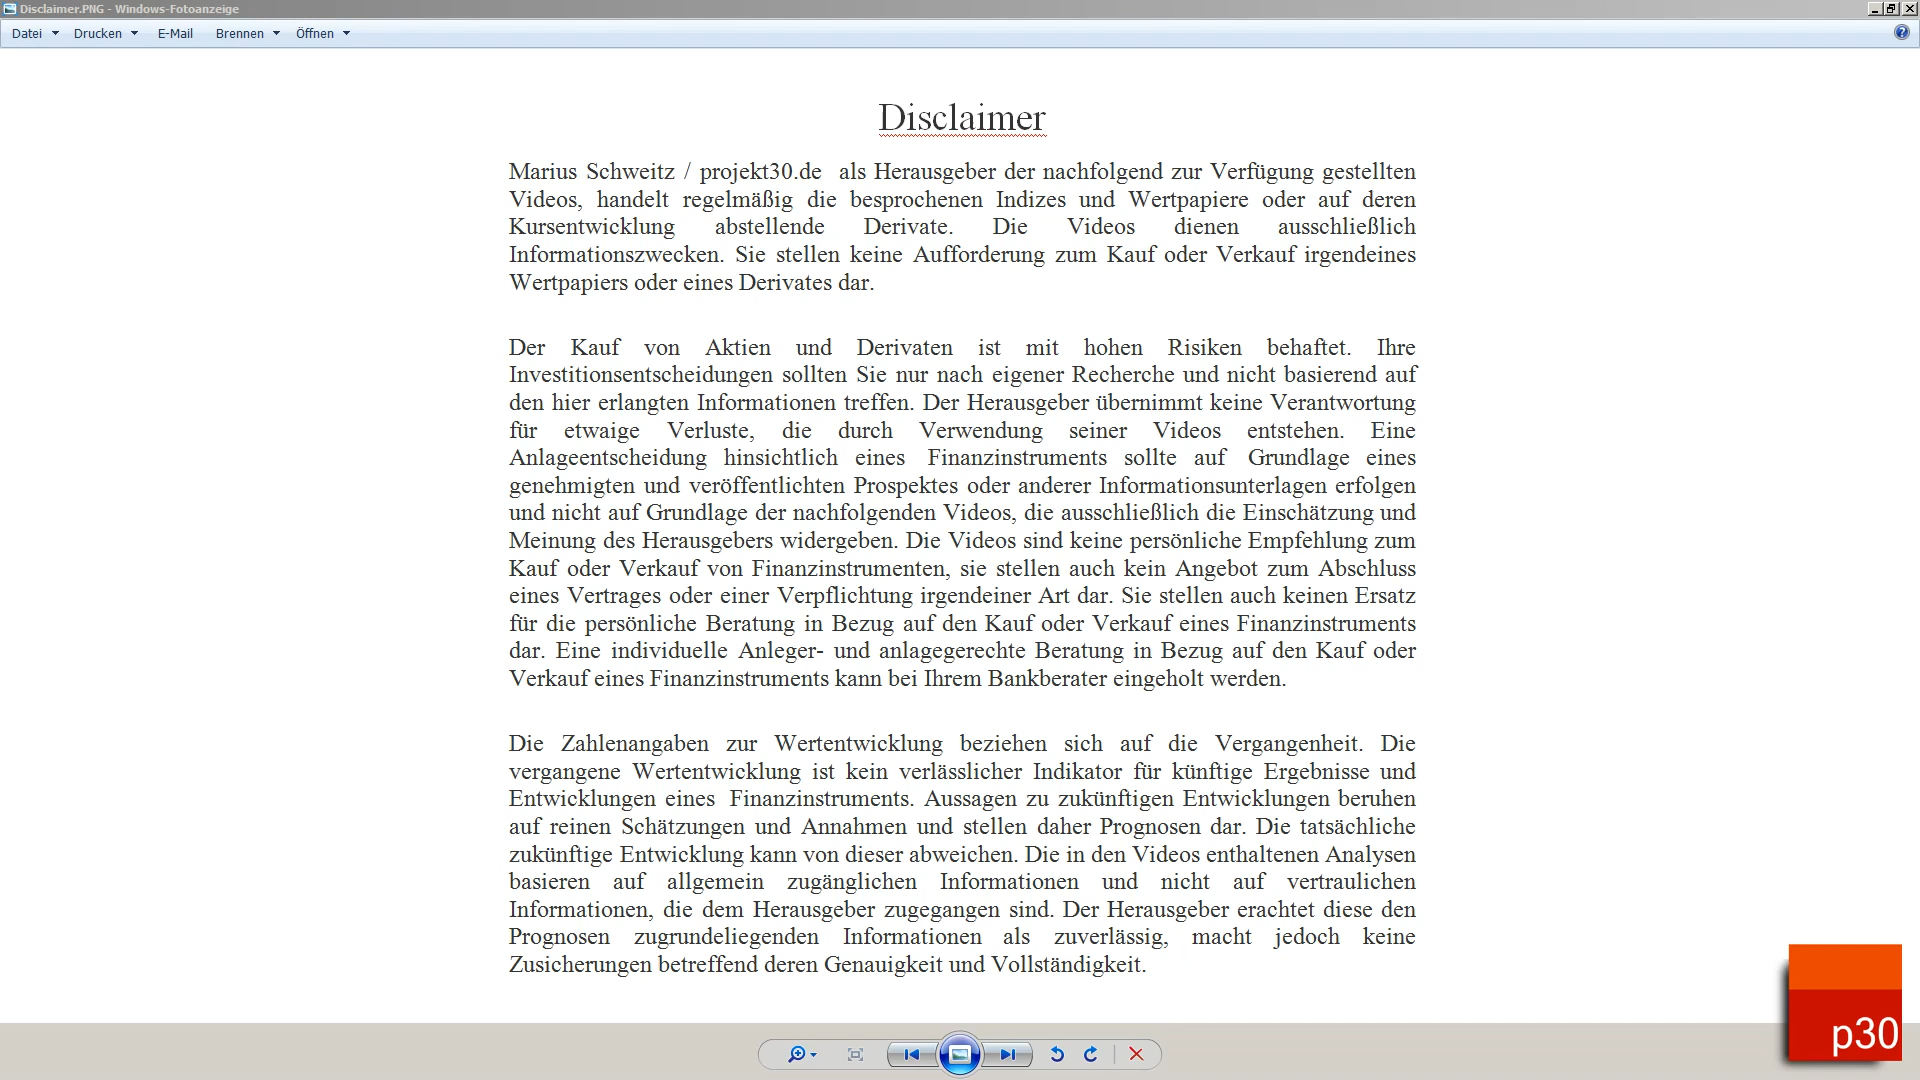 Disclaimer.PNG - Windows-Fotoanzeige
Datei Drucken E-Mail Brennen Öffnen
Disclaimer
Marius Schweitz / projekt30.de als Herausgeber der nachfolgend zur Verfügung gestellten
Videos, handelt regelmäßig die besprochenen Indizes und Wertpapiere oder auf deren
Kursentwicklung abstellende Derivate. Die Videos dienen ausschließlich
Informationszwecken. Sie stellen keine Aufforderung zum Kauf oder Verkauf irgendeines
Wertpapiers oder eines Derivates dar.
Der Kauf von Aktien und Derivaten ist mit hohen Risiken behaftet. Ihre
Investitionsentscheidungen sollten Sie nur nach eigener Recherche und nicht basierend auf
den hier erlangten Informationen treffen. Der Herausgeber übernimmt keine Verantwortung
für etwaige Verluste, die durch Verwendung seiner Videos entstehen. Eine
Anlageentscheidung hinsichtlich eines Finanzinstruments sollte auf Grundlage eines
genehmigten und veröffentlichten Prospektes oder anderer Informationsunterlagen erfolgen
und nicht auf Grundlage der nachfolgenden Videos, die ausschließlich die Einschätzung und
Meinung des Herausgebers widergeben. Die Videos sind keine persönliche Empfehlung zum
Kauf oder Verkauf von Finanzinstrumenten, sie stellen auch kein Angebot zum Abschluss
eines Vertrages oder einer Verpflichtung irgendeiner Art dar. Sie stellen auch keinen Ersatz
für die persönliche Beratung in Bezug auf den Kauf oder Verkauf eines Finanzinstruments
dar. Eine individuelle Anleger- und anlagegerechte Beratung in Bezug auf den Kauf oder
Verkauf eines Finanzinstruments kann bei Ihrem Bankberater eingeholt werden.
Die Zahlenangaben zur Wertentwicklung beziehen sich auf die Vergangenheit. Die
vergangene Wertentwicklung ist kein verlässlicher Indikator für künftige Ergebnisse und
Entwicklungen eines Finanzinstruments. Aussagen zu zukünftigen Entwicklungen beruhen
auf reinen Schätzungen und Annahmen und stellen daher Prognosen dar. Die tatsächliche
zukünftige Entwicklung kann von dieser abweichen. Die in den Videos enthaltenen Analysen
basieren auf allgemein zugänglichen Informationen und nicht auf vertraulichen
Informationen, die dem Herausgeber zugegangen sind. Der Herausgeber erachtet diese den
Prognosen zugrundeliegenden Informationen als zuverlässig, macht jedoch keine
Zusicherungen betreffend deren Genauigkeit und Vollständigkeit.
p30